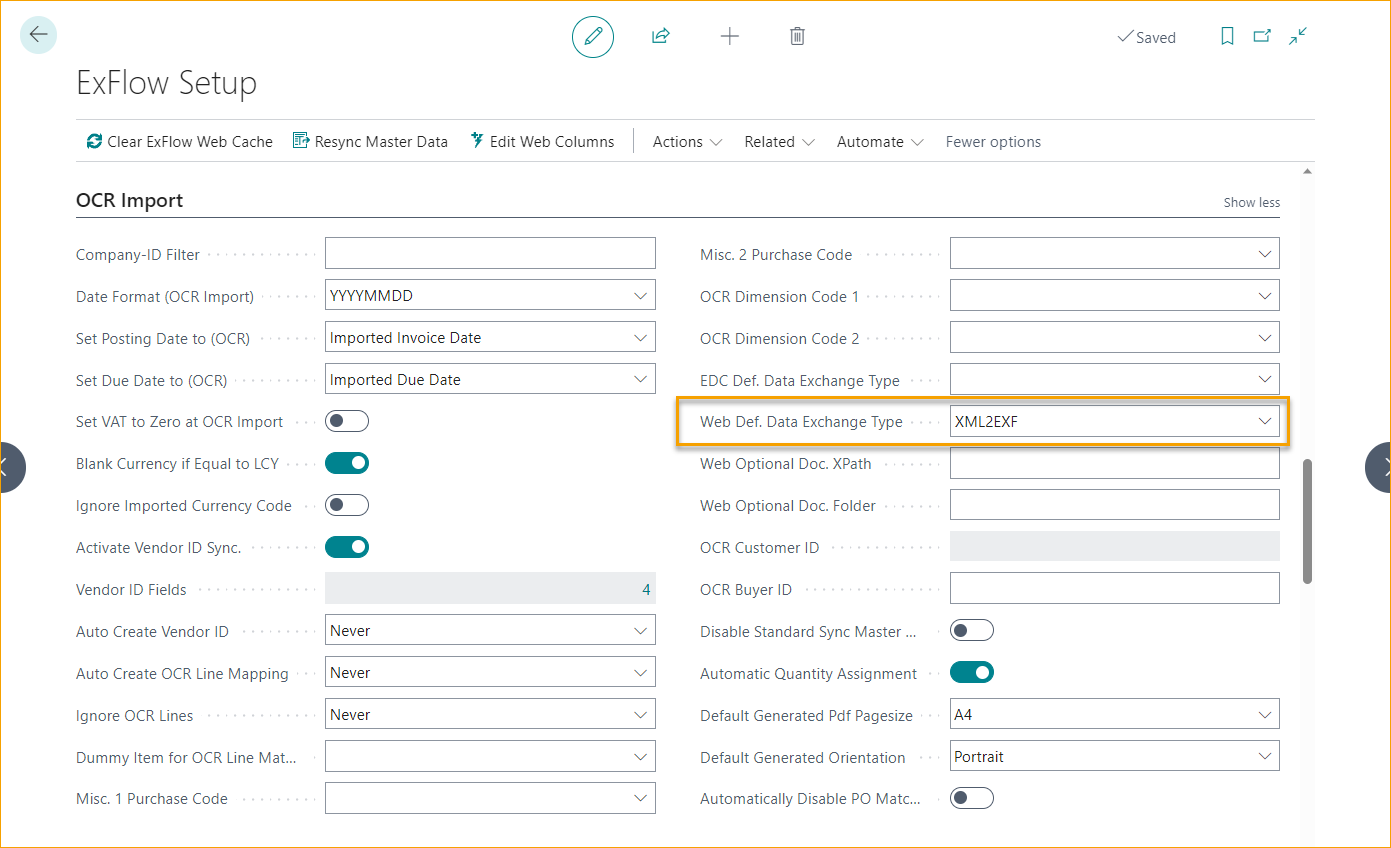 Saved
ExFlow Setup
Clear ExFlow Web Cache Resync Master Data Edit Web Columns Actions Related Automate Fewer options
OCR Import Show less
Company-ID Filter
Date Format (OCR Import) YYYYMMDD
Set Posting Date to (OCR) Imported Invoice Date
Set Due Date to (OCR) Imported Due Date
Set VAT to Zero at OCR Import
Blank Currency if Equal to LCY
Ignore Imported Currency Code
Activate Vendor ID Sync.
Vendor ID Fields 4
Auto Create Vendor ID Never
Auto Create OCR Line Mapping Never
Ignore OCR Lines Never
Dummy Item for OCR Line Mat...
Misc. 1 Purchase Code
Misc. 2 Purchase Code
OCR Dimension Code 1
OCR Dimension Code 2
EDC Def. Data Exchange Type
Web Def. Data Exchange Type XML2EXF
Web Optional Doc. XPath
Web Optional Doc. Folder
OCR Customer ID
OCR Buyer ID
Disable Standard Sync Master ...
Automatic Quantity Assignment
Default Generated Pdf Pagesize A4
Default Generated Orientation Portrait
Automatically Disable PO Matc...